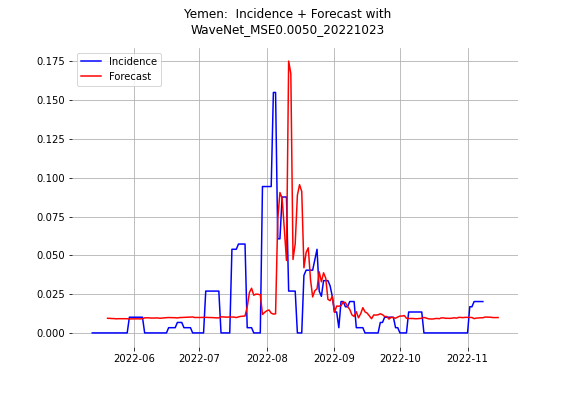 Yemen:  Incidence + Forecast with
WaveNet_MSE0.0050_20221023
Incidence
Forecast
0.175
0.150
0.125
0.100
0.075
0.050
0.025
0.000
2022-06 2022-07 2022-08 2022-09 2022-10 2022-11